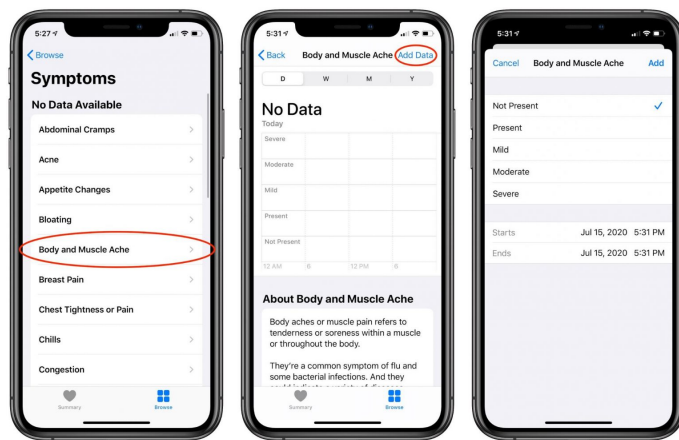 5:27
Browse
Symptoms
No Data Available
Abdominal Cramps
Acne
Appetite Changes
Bloating
Body and Muscle Ache
Breast Pain
Chest Tightness or Pain
Chills
Congestion
Summary
Browse
5:31
Back
Body and Muscle Ache
Add Data
D
W
M
Y
No Data
Today
Severe
Moderate
Mild
Present
Not Present
12 AM
6
12 PM
6
About Body and Muscle Ache
Body aches or muscle pain refers to
tenderness or soreness within a muscle
or throughout the body.
They're a common symptom of flu and
some bacterial infections. And they
Summary
Browse
5:31
Cancel
Body and Muscle Ache
Add
Not Present
Present
Mild
Moderate
Severe
Starts
Jul 15, 2020 5:31 PM
Ends
Jul 15, 2020 5:31 PM